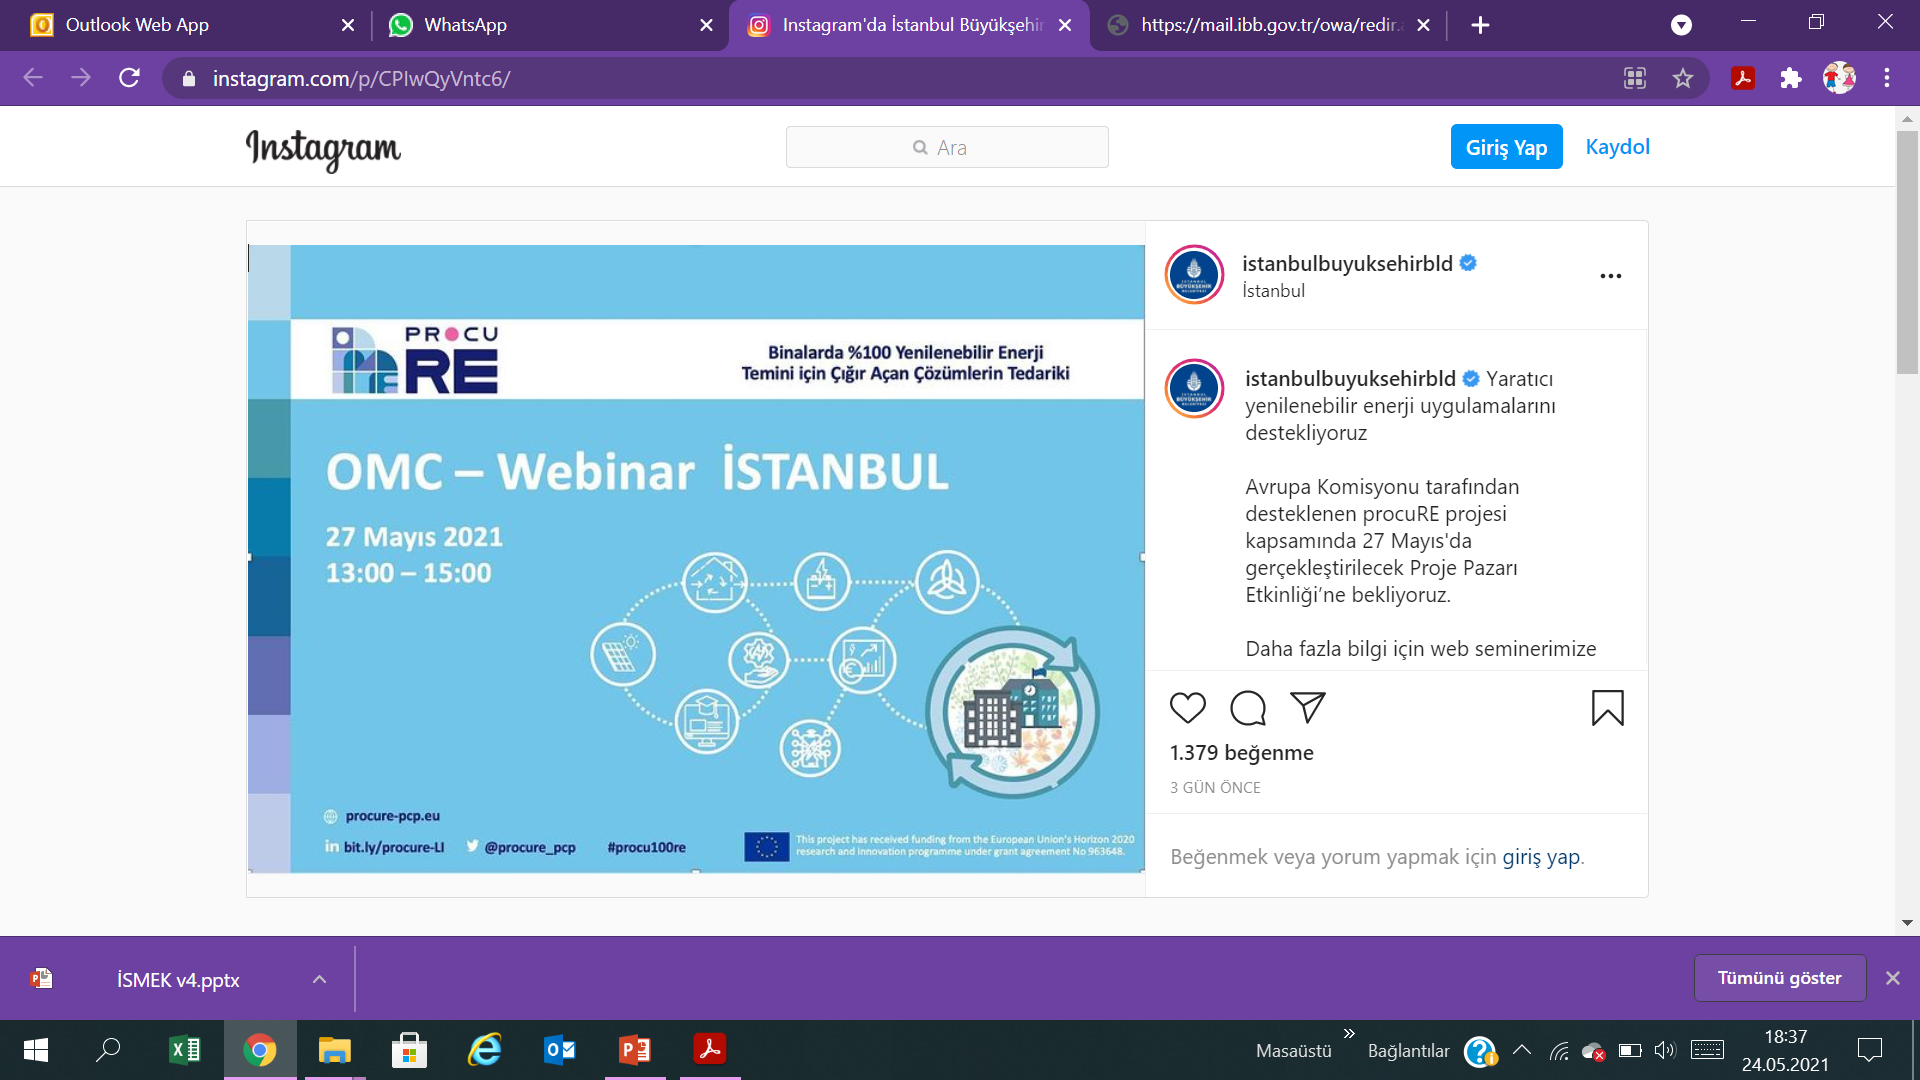 Outlook Web App
WhatsApp
Instagram'da İstanbul Büyükşehir
https://mail.ibb.gov.tr/owa/redir.a
instagram.com/p/CPIwQyVntc6/
Instagram
Ara
Giriş Yap
Kaydol
PROCU
RE
Binalarda %100 Yenilenebilir Enerji
Temini için Çığır Açan Çözümlerin Tedariki
OMC – Webinar İSTANBUL
27 Mayıs 2021
13:00 – 15:00
procure-pcp.eu
bit.ly/procure-LI
@procure_pcp
#procu100re
This project has received funding from the European Union's Horizon 2020
research and innovation programme under grant agreement No 963648.
istanbulbuyuksehirbld
İstanbul
istanbulbuyuksehirbld Yaratıcı
yenilenebilir enerji uygulamalarını
destekliyoruz
Avrupa Komisyonu tarafından
desteklenen procuRE projesi
kapsamında 27 Mayıs'da
gerçekleştirilecek Proje Pazarı
Etkinliği’ne bekliyoruz.
Daha fazla bilgi için web seminerimize
1.379 beğenme
3 GÜN ÖNCE
Beğenmek veya yorum yapmak için giriş yap.
İSMEK v4.pptx
Tümünü göster
Masaüstü
Bağlantılar
18:37
24.05.2021